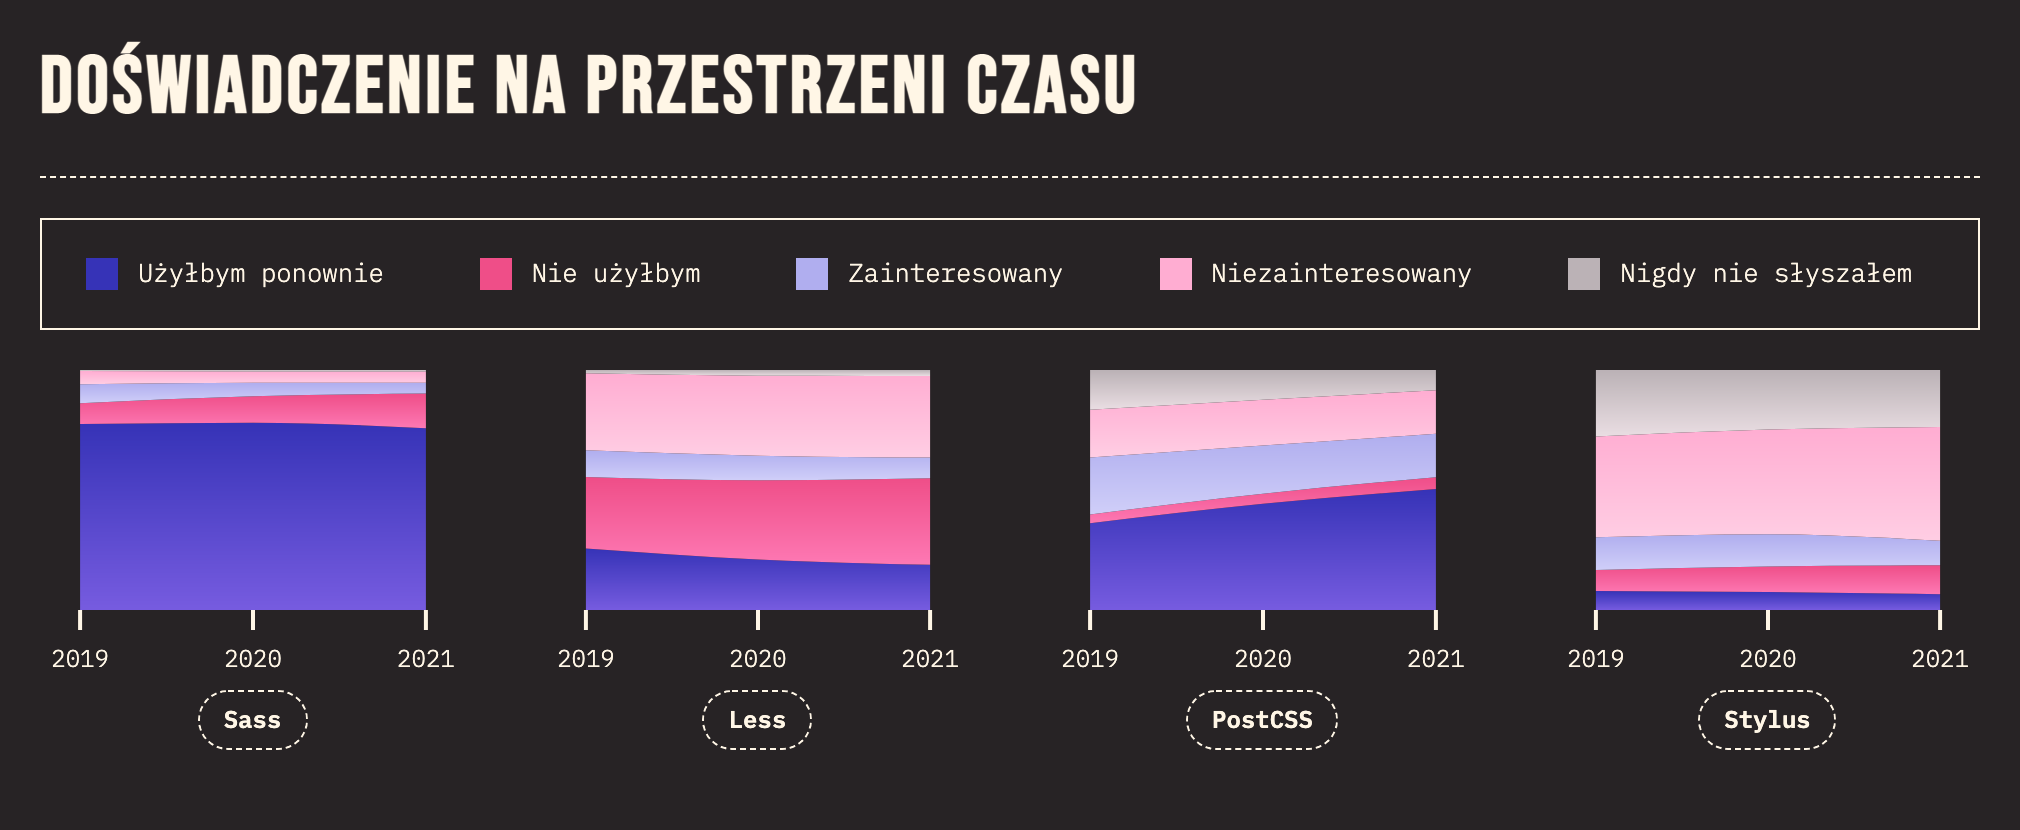 DOŚWIADCZENIE NA PRZESTRZENI CZASU
Użyłbym ponownie Nie użyłbym Zainteresowany Niezainteresowany Nigdy nie słyszałem
2019 2020 2021 2019 2020 2021 2019 2020 2021 2019 2020 2021
Sass Less PostCSS Stylus